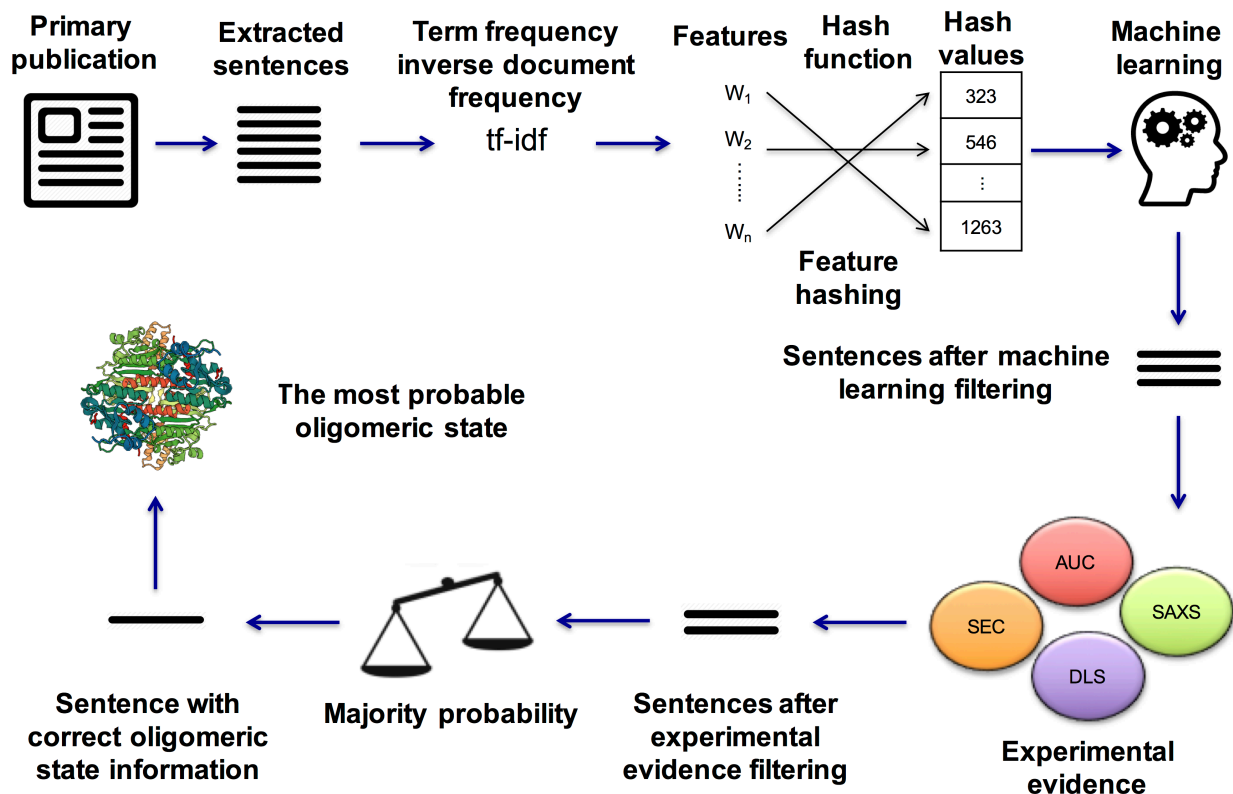 Primary
publication
Extracted
sentences
Term frequency
inverse document
frequency
tf-idf
Features
Hash
function
Hash
values
Machine
learning
W1
W2
Wn
323
546
...
1263
Feature
hashing
Sentences after machine
learning filtering
The most probable
oligomeric state
AUC
SAXS
SEC
DLS
Experimental
evidence
Sentences after
experimental
evidence filtering
Majority probability
Sentence with
correct oligomeric
state information